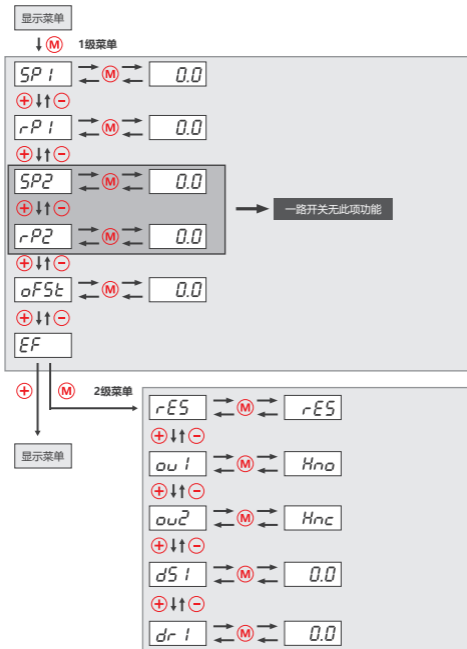 显示菜单
M 1级菜单
SP1 M 0.0
+ -
rP1 M 0.0
+ -
SP2 M 0.0
+ - 一路开关无此项功能
rP2 M 0.0
+ -
oFSt M 0.0
+ -
EF
+ M 2级菜单
rES M rES
+ -
显示菜单
ou1 M Hno
+ -
ou2 M Hnc
+ -
dS1 M 0.0
+ -
dr1 M 0.0